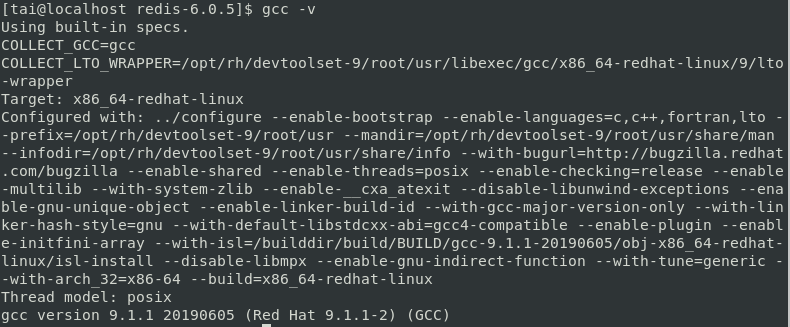 [tai@localhost redis-6.0.5]$ gcc -v
Using built-in specs.
COLLECT_GCC=gcc
COLLECT_LTO_WRAPPER=/opt/rh/devtoolset-9/root/usr/libexec/gcc/x86_64-redhat-linux/9/lto
-wrapper
Target: x86_64-redhat-linux
Configured with: ../configure --enable-bootstrap --enable-languages=c,c++,fortran,lto -
-prefix=/opt/rh/devtoolset-9/root/usr --mandir=/opt/rh/devtoolset-9/root/usr/share/man
--infodir=/opt/rh/devtoolset-9/root/usr/share/info --with-bugurl=http://bugzilla.redhat
.com/bugzilla --enable-shared --enable-threads=posix --enable-checking=release --enable
-multilib --with-system-zlib --enable-__cxa_atexit --disable-libunwind-exceptions --ena
ble-gnu-unique-object --enable-linker-build-id --with-gcc-major-version-only --with-lin
ker-hash-style=gnu --with-default-libstdcxx-abi=gcc4-compatible --enable-plugin --enabl
e-initfini-array --with-isl=/builddir/build/BUILD/gcc-9.1.1-20190605/obj-x86_64-redhat-
linux/isl-install --disable-libmpx --enable-gnu-indirect-function --with-tune=generic -
-with-arch_32=x86-64 --build=x86_64-redhat-linux
Thread model: posix
gcc version 9.1.1 20190605 (Red Hat 9.1.1-2) (GCC)